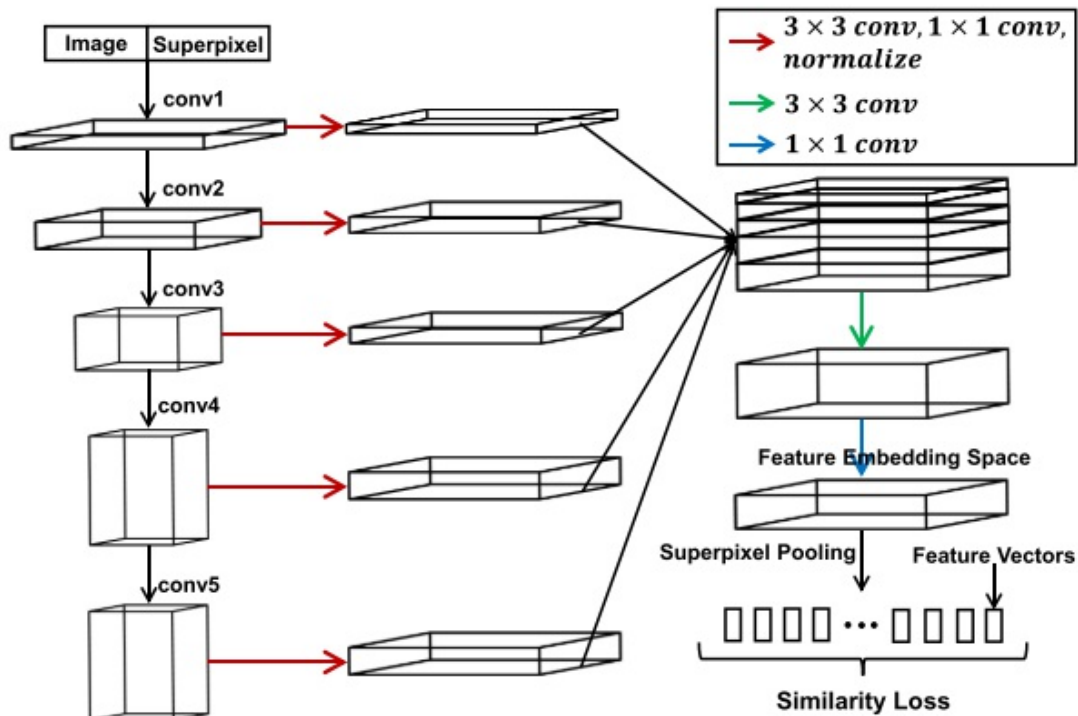 Image Superpixel
conv1
conv2
conv3
conv4
conv5
3 × 3 conv, 1 × 1 conv,
normalize
3 × 3 conv
1 × 1 conv
Feature Embedding Space
Superpixel Pooling
Feature Vectors
...
Similarity Loss